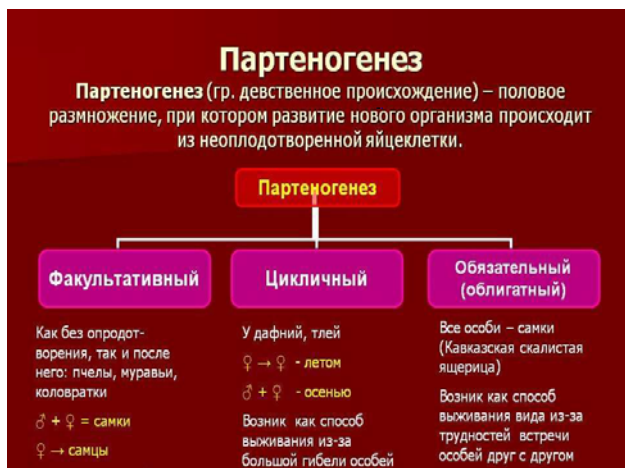 Партеногенез
Партеногенез (гр. девственное происхождение) – половое
размножение, при котором развитие нового организма происходит
из неоплодотворенной яйцеклетки.
Партеногенез
Факультативный
Как без опродот-
ворения, так и после
него: пчелы, муравьи,
коловратки
♂ + ♀ = самки
♀ → самцы
Цикличный
У дафний, тлей
♀ → ♀ - летом
♂ + ♀ - осенью
Возник как способ
выживания из-за
большой гибели особей
Обязательный
(облигатный)
Все особи – самки
(Кавказская скалистая
ящерица)
Возник как способ
выживания вида из-за
трудностей встречи
особей друг с другом